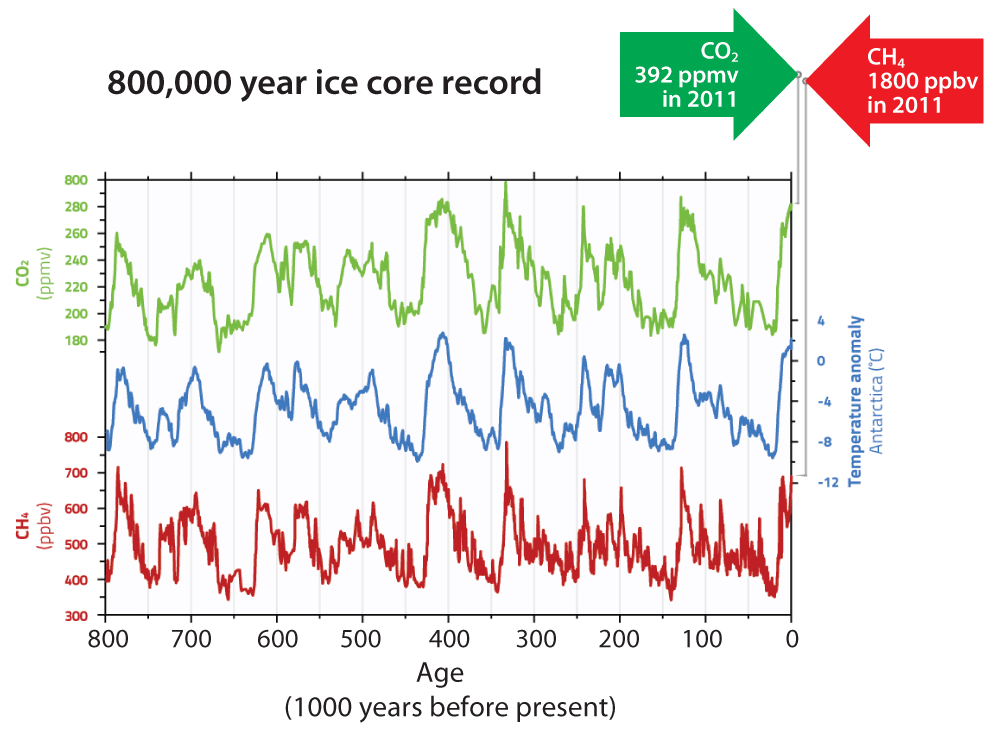 800,000 year ice core record
CO₂
392 ppmv
in 2011
CH₄
1800 ppbv
in 2011
800
280
260
240
220
200
180
CO₂
(ppmv)
4
0
-4
-8
-12
Temperature anomaly
Antarctica (°C)
800
700
600
500
400
300
CH₄
(ppbv)
800 700 600 500 400 300 200 100 0
Age
(1000 years before present)